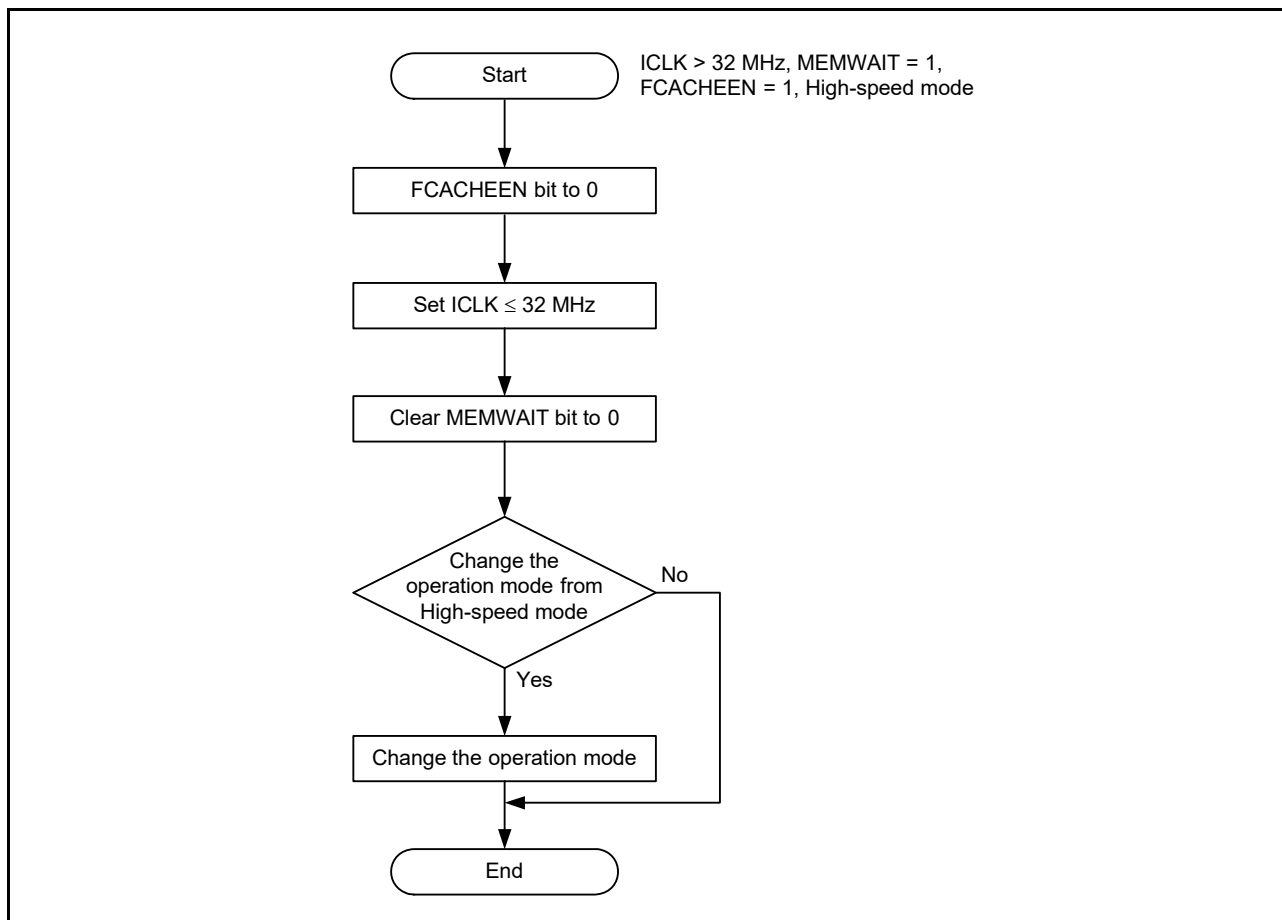 Start
ICLK > 32 MHz, MEMWAIT = 1,
FCACHEEN = 1, High-speed mode
FCACHEEN bit to 0
Set ICLK ≤ 32 MHz
Clear MEMWAIT bit to 0
Change the
operation mode from
High-speed mode
No
Yes
Change the operation mode
End